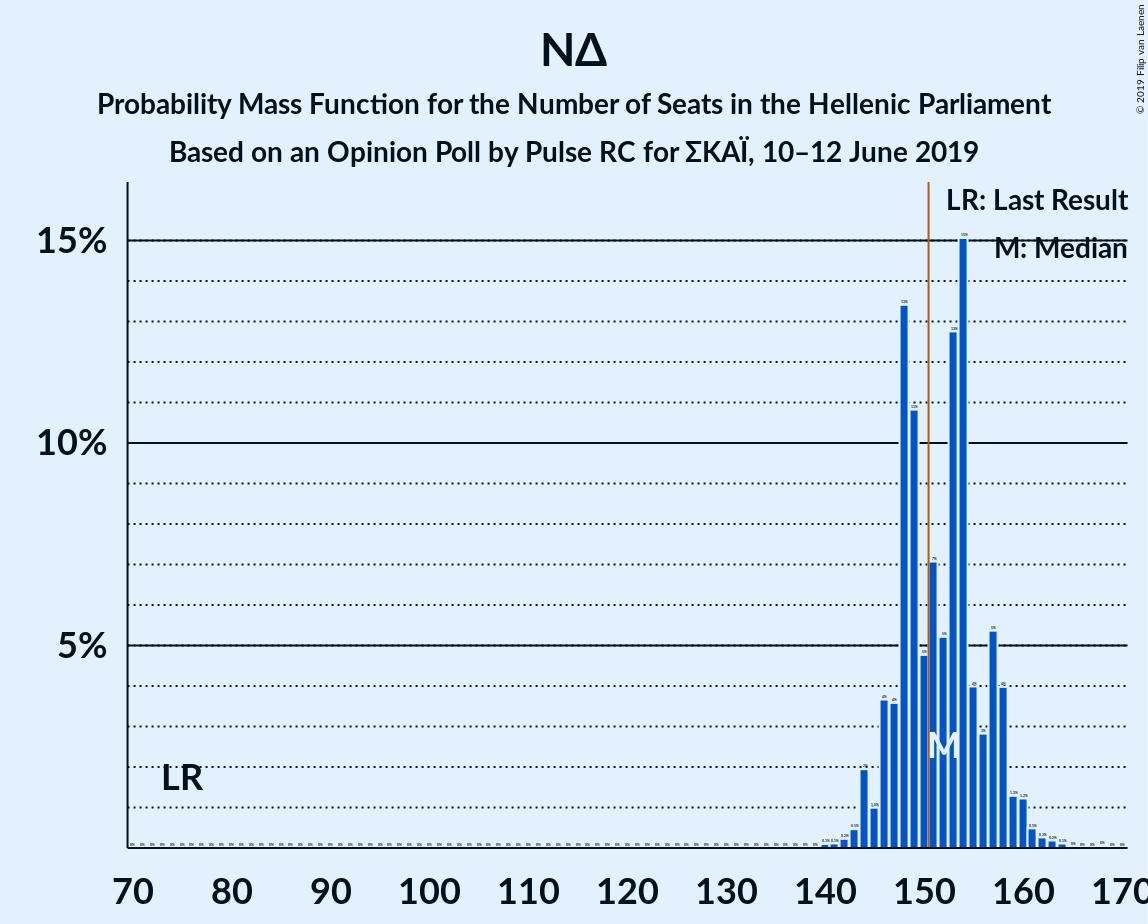 ΝΔ
Probability Mass Function for the Number of Seats in the Hellenic Parliament
Based on an Opinion Poll by Pulse RC for ΣΚΑΪ, 10–12 June 2019
© 2019 Filip van Laenen
LR: Last Result
M: Median
15%
10%
5%
LR
M
70 80 90 100 110 120 130 140 150 160 170